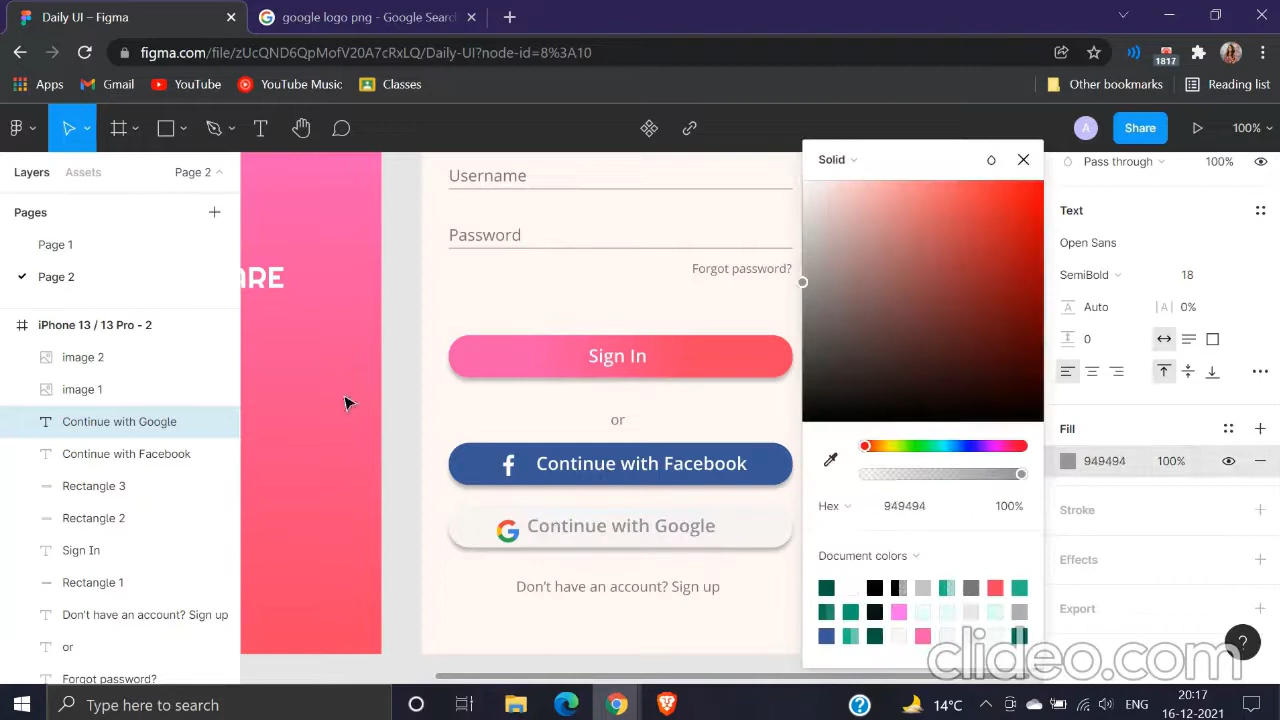 Daily UI – Figma
google logo png - Google Searc
figma.com/file/zUcQND6QpMofV20A7cRxLQ/Daily-UI?node-id=8%3A10
1817
Apps
Gmail
YouTube
YouTube Music
Classes
Other bookmarks
Reading list
A
Share
100%
Layers
Assets
Page 2
Pages
Page 1
Page 2
iPhone 13 / 13 Pro - 2
image 2
image 1
Continue with Google
Continue with Facebook
Rectangle 3
Rectangle 2
Sign In
Rectangle 1
Don't have an account? Sign up
or
Forgot password?
ARE
Username
Password
Forgot password?
Sign In
or
Continue with Facebook
Continue with Google
Don't have an account? Sign up
Solid
Hex
949494
100%
Document colors
Pass through
100%
Text
Open Sans
SemiBold
18
Auto
0%
0
Fill
949494
100%
Stroke
Effects
Export
?
clideo.com
Type here to search
14°C
ENG
20:17
16-12-2021